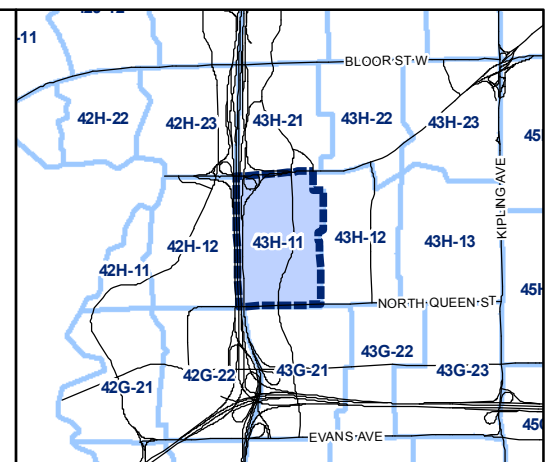 -11
BLOOR ST W
42H-22
42H-23
43H-21
43H-22
43H-23
45
KIPLING AVE
42H-11
42H-12
43H-11
43H-12
43H-13
45H
NORTH QUEEN ST
42G-21
42G-22
43G-21
43G-22
43G-23
45G
EVANS AVE